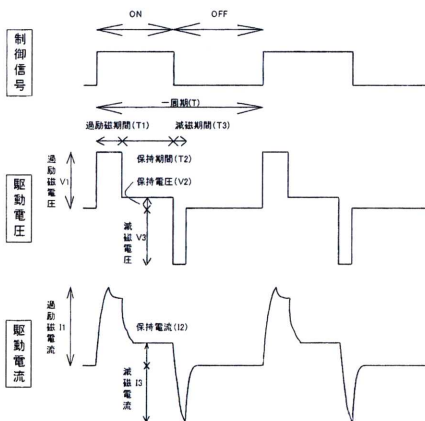 ON
OFF
制御信号
一周期(T)
過励磁期間(T1)
減磁期間(T3)
保持期間(T2)
保持電圧(V2)
過励磁電圧 V1
駆動電圧
減磁電圧 V3
過励磁電流 I1
駆動電流
保持電流(I2)
減磁電流 I3